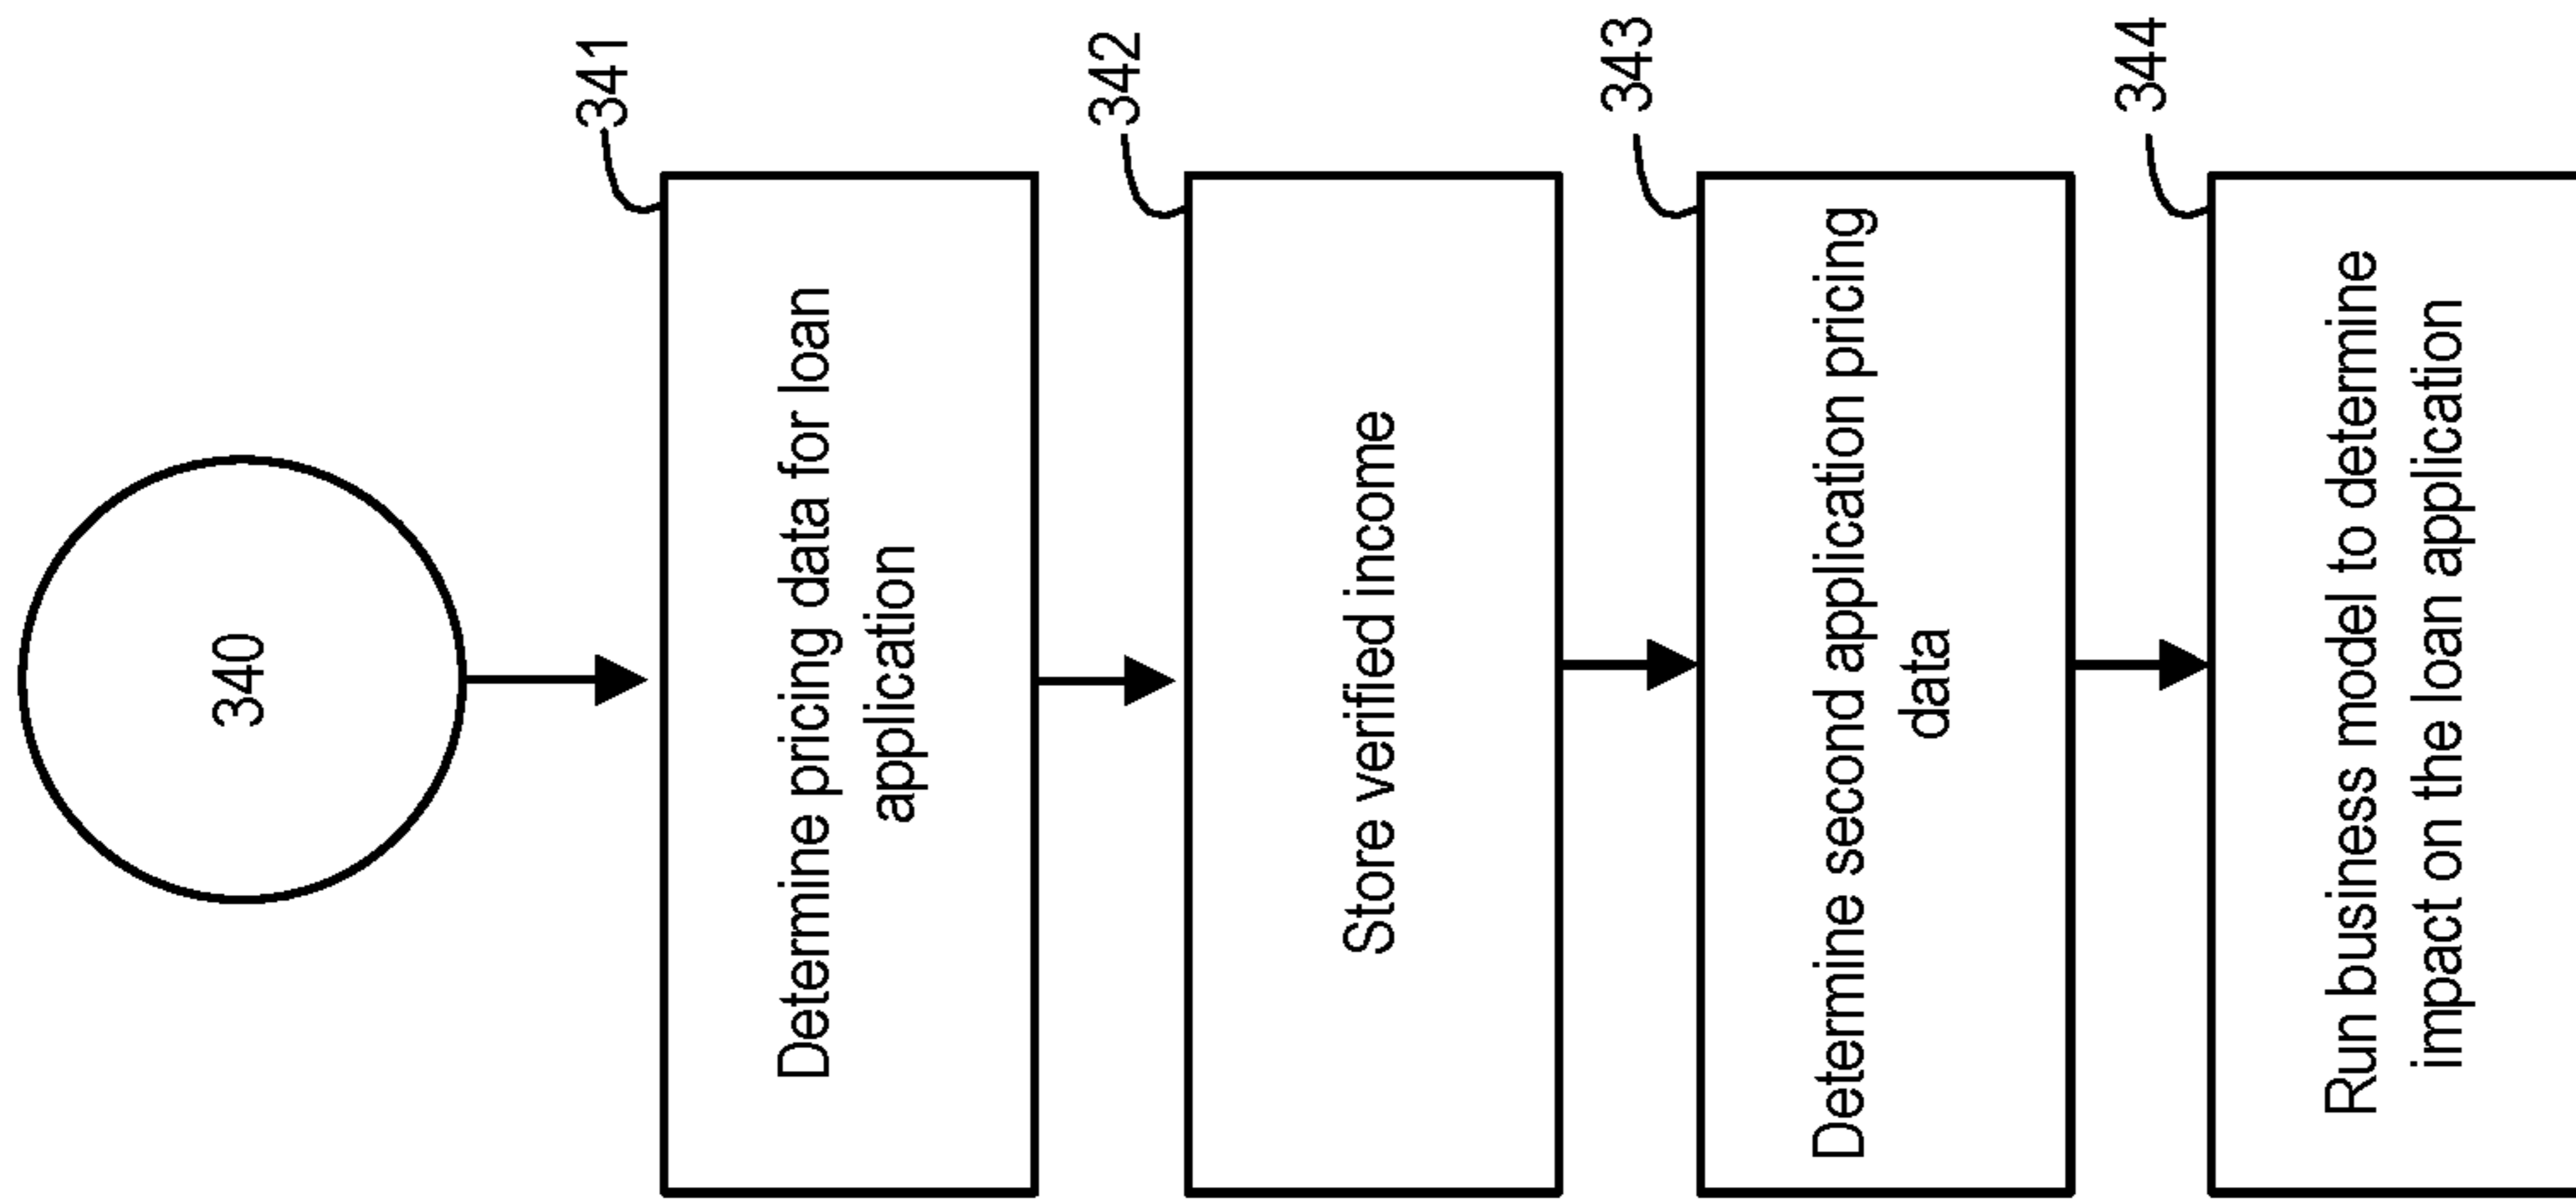 340
341
Determine pricing data for loan
application
342
Store verified income
343
Determine second application pricing
data
344
Run business model to determine
impact on the loan application